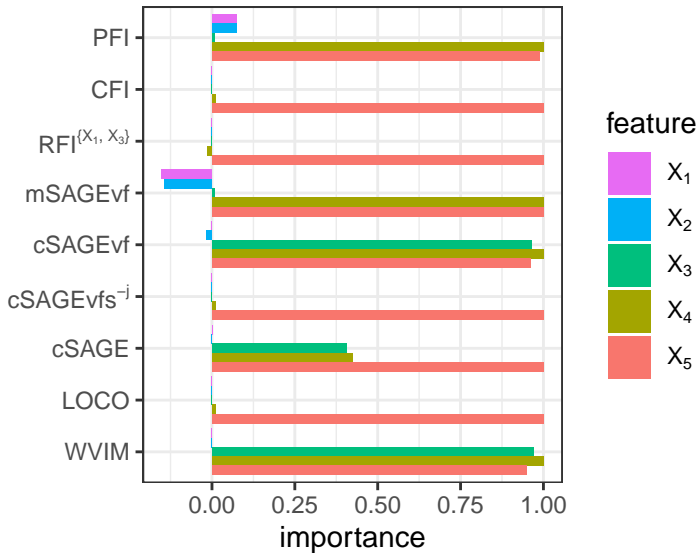 PFI
CFI
RFI^{X₁, X₃}
mSAGEvf
cSAGEvf
cSAGEvfs⁻ʲ
cSAGE
LOCO
WVIM
0.00 0.25 0.50 0.75 1.00
importance
feature
X₁
X₂
X₃
X₄
X₅